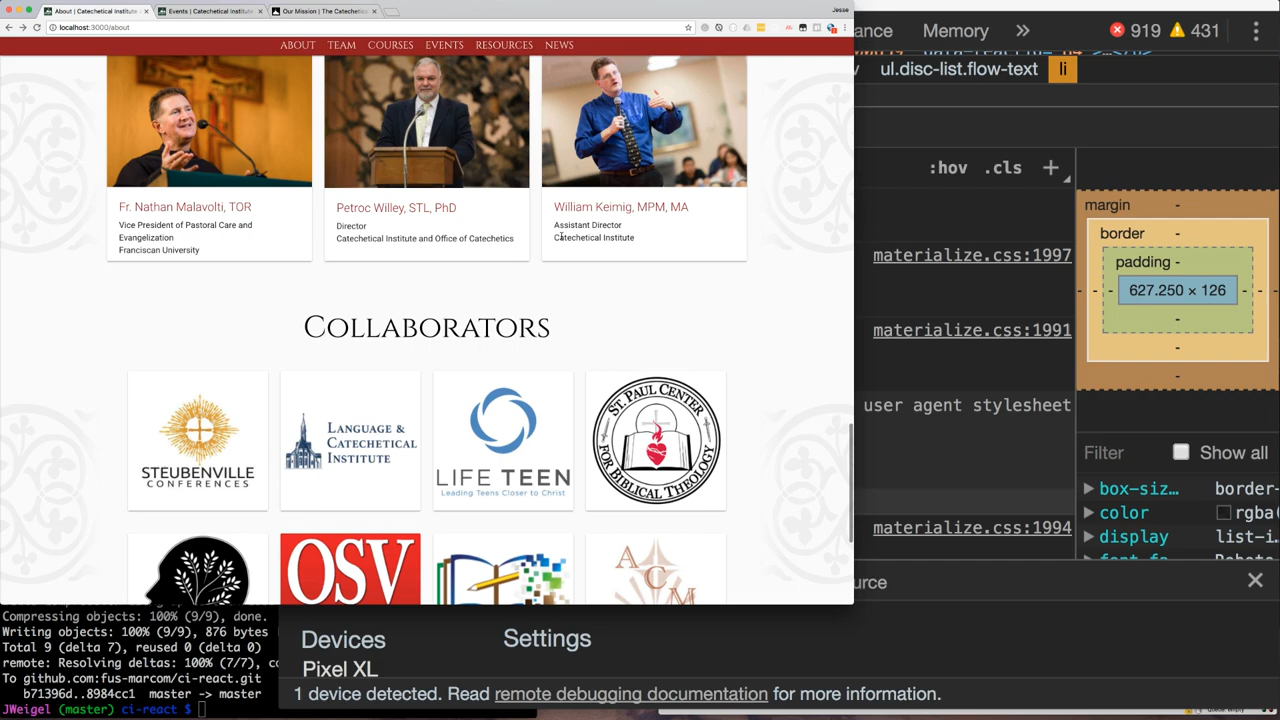 About | Catechetical Institute
Events | Catechetical Institute
Our Mission | The Catechetic
Jesse
localhost:3000/about
ABOUT TEAM COURSES EVENTS RESOURCES NEWS
Fr. Nathan Malavolti, TOR
Vice President of Pastoral Care and
Evangelization
Franciscan University
Petroc Willey, STL, PhD
Director
Catechetical Institute and Office of Catechetics
William Keimig, MPM, MA
Assistant Director
Catechetical Institute
COLLABORATORS
STEUBENVILLE
CONFERENCES
LANGUAGE &
CATECHETICAL
INSTITUTE
LIFE TEEN
Leading Teens Closer to Christ
ST. PAUL CENTER
FOR BIBLICAL THEOLOGY
OSV
ACM
ance Memory » 919 431
ul.disc-list.flow-text li
:hov .cls +
materialize.css:1997
materialize.css:1991
user agent stylesheet
materialize.css:1994
margin -
border -
padding -
627.250 × 126
Filter Show all
box-siz… border-
color rgba(
display list-i…
urce
Devices
Pixel XL
Settings
1 device detected. Read remote debugging documentation for more information.
Compressing objects: 100% (9/9), done.
Writing objects: 100% (9/9), 876 bytes
Total 9 (delta 7), reused 0 (delta 0)
remote: Resolving deltas: 100% (7/7), c
To github.com:fus-marcom/ci-react.git
b71396d..8984cc1 master -> master
JWeigel (master) ci-react $